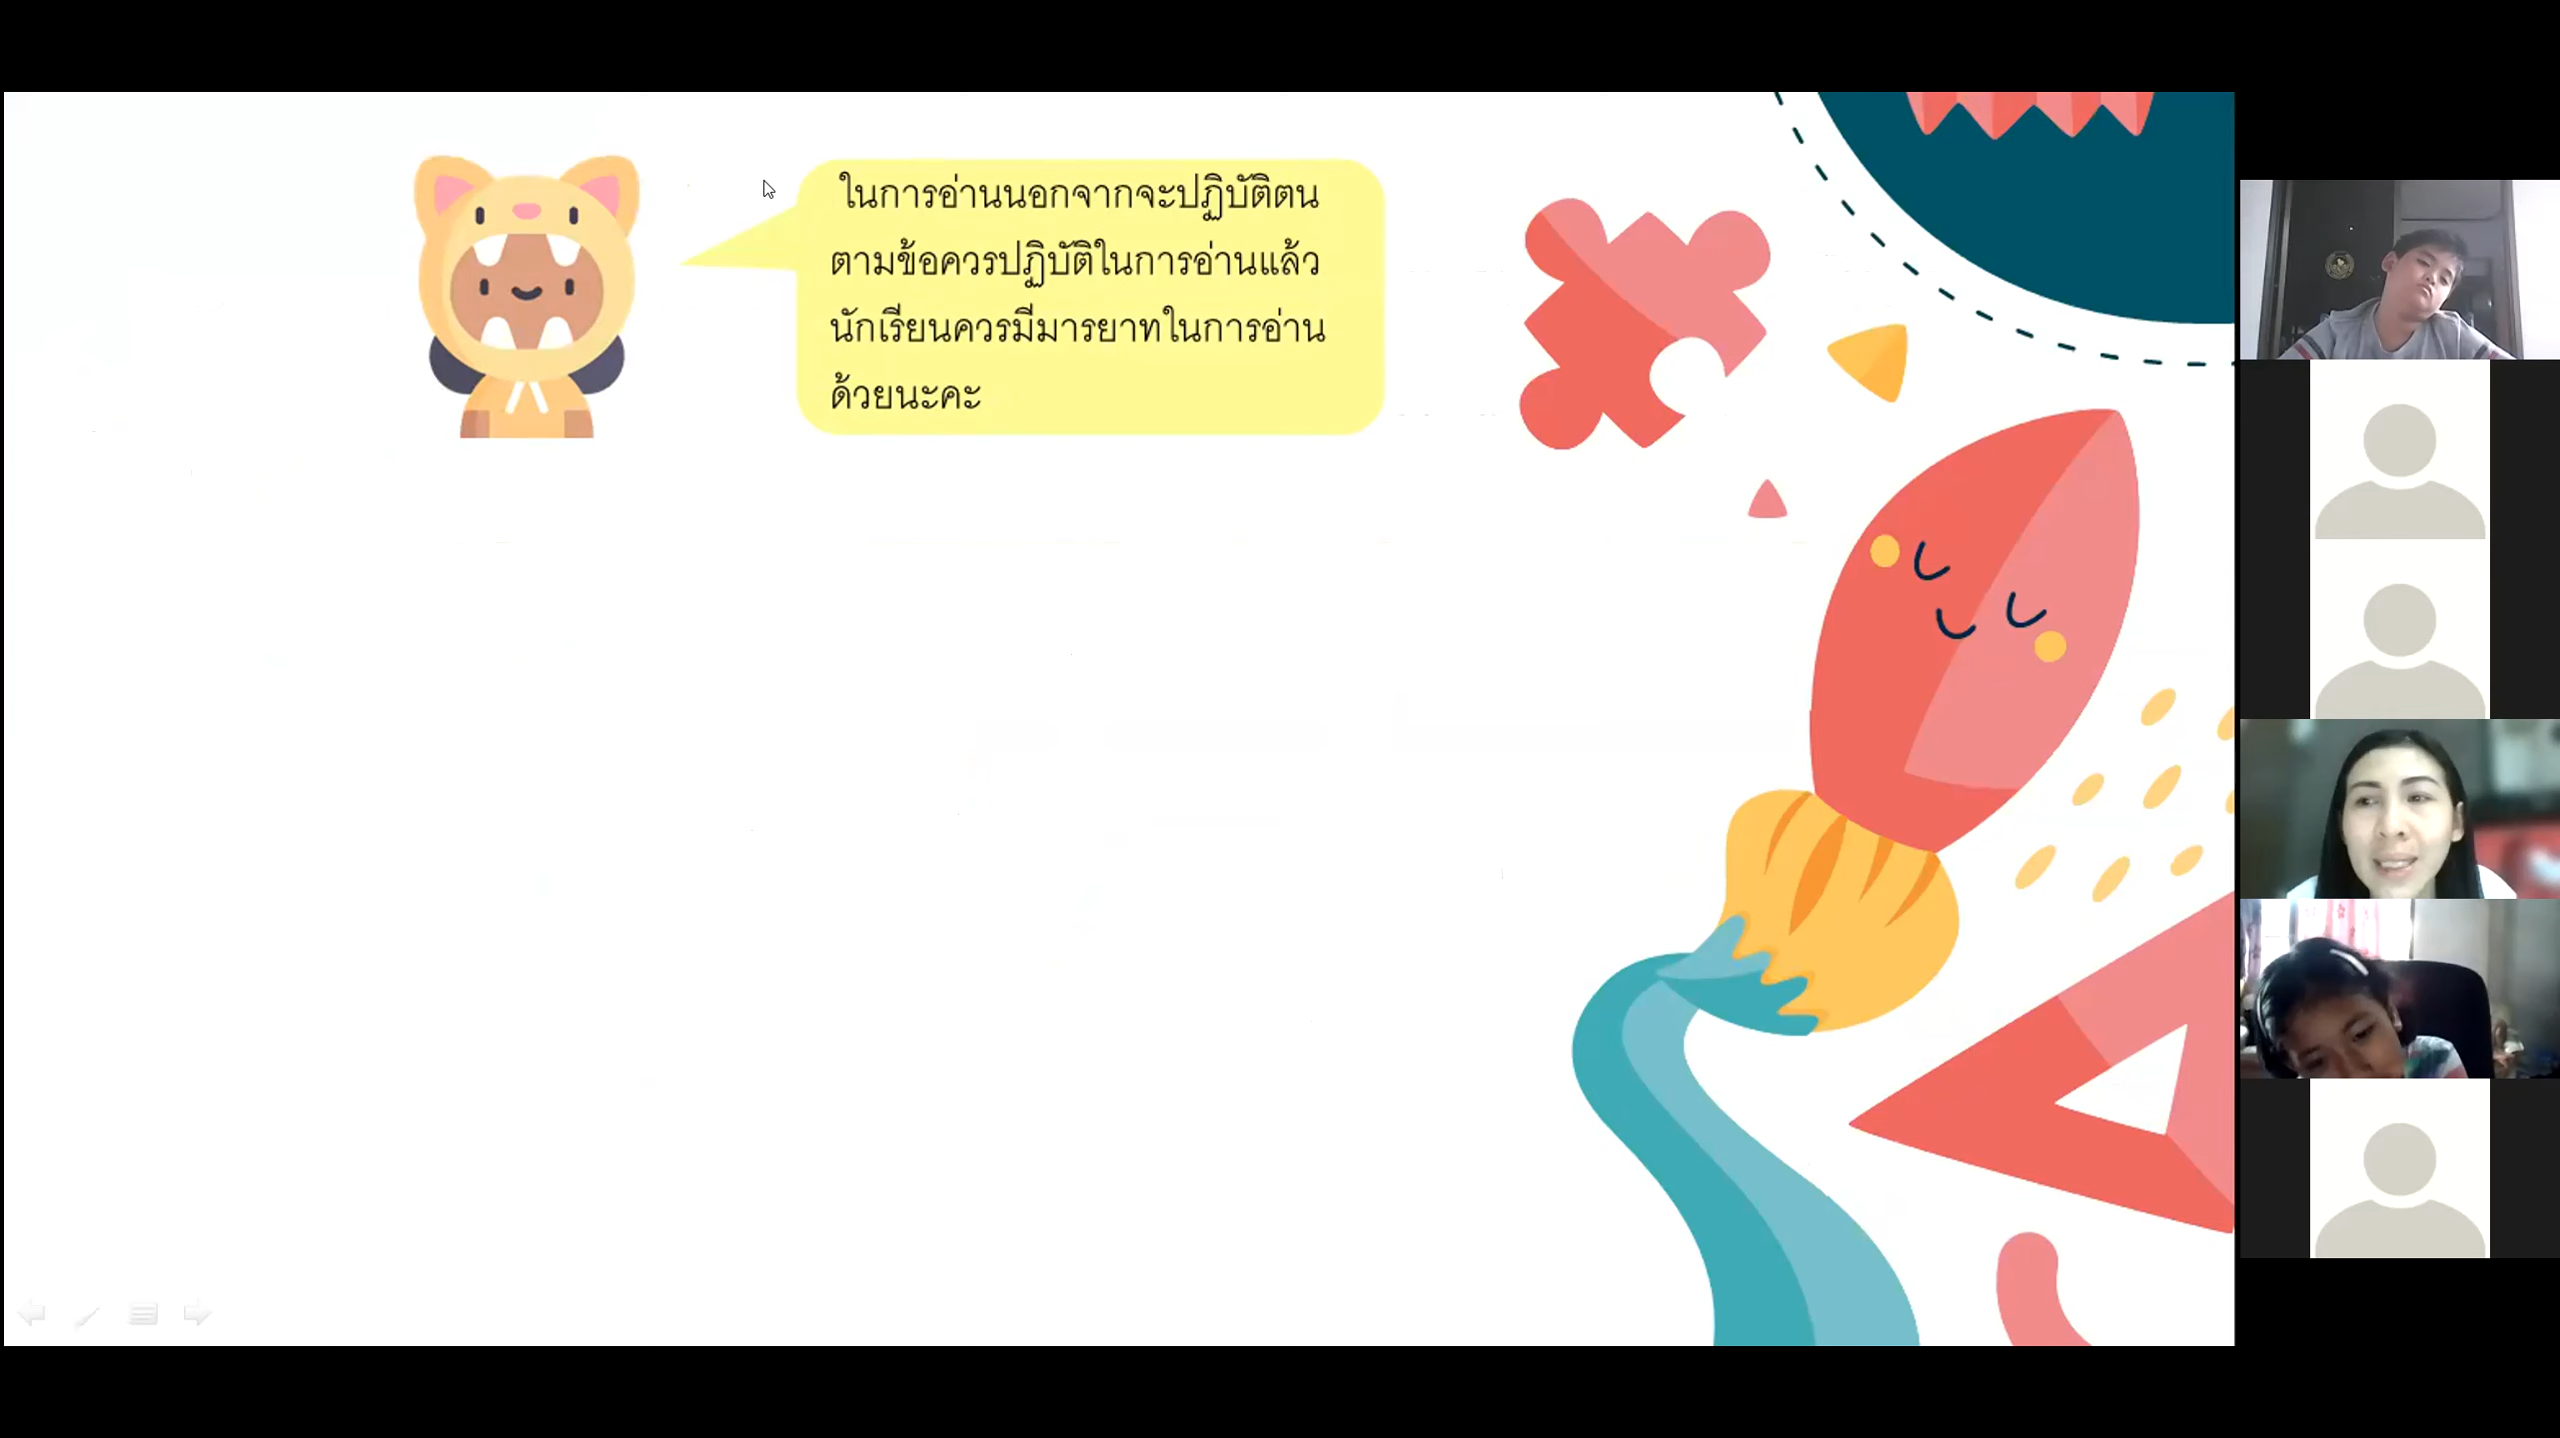 ในการอ่านนอกจากจะปฏิบัติตน
ตามข้อควรปฏิบัติในการอ่านแล้ว
นักเรียนควรมีมารยาทในการอ่าน
ด้วยนะคะ